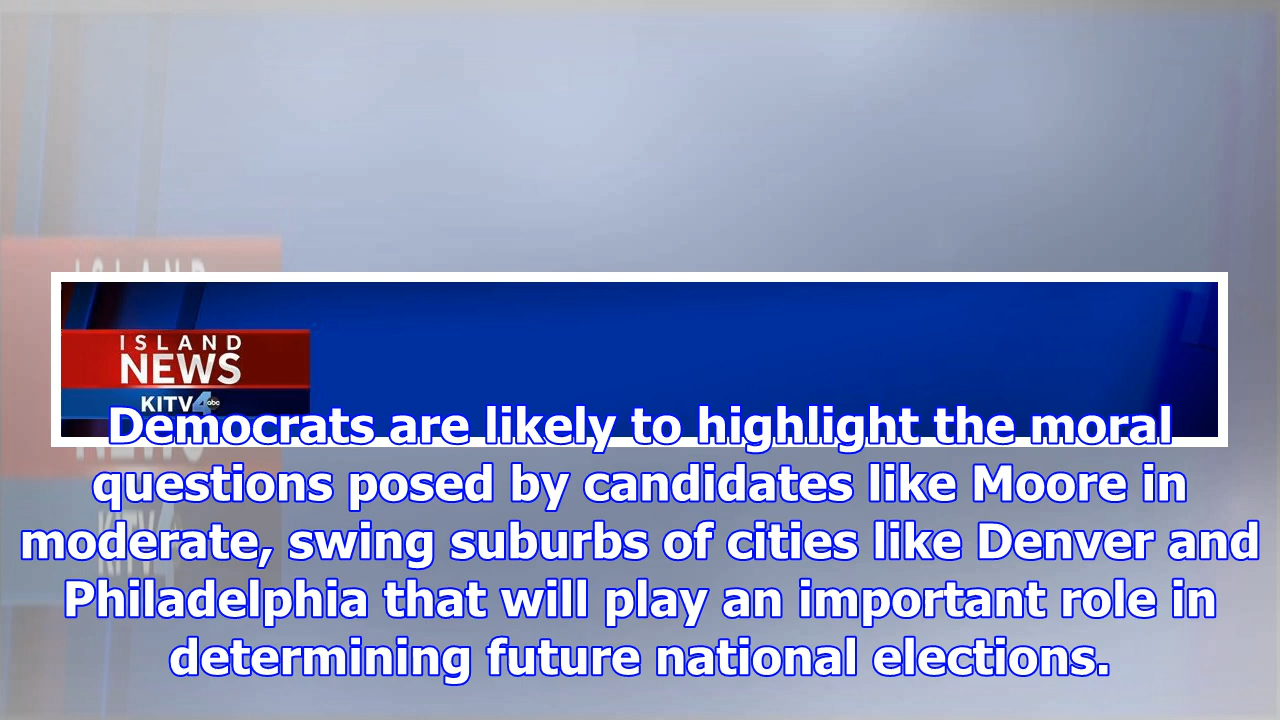 ISLAND
NEWS
KITV4 abc
Democrats are likely to highlight the moral
questions posed by candidates like Moore in
moderate, swing suburbs of cities like Denver and
Philadelphia that will play an important role in
determining future national elections.